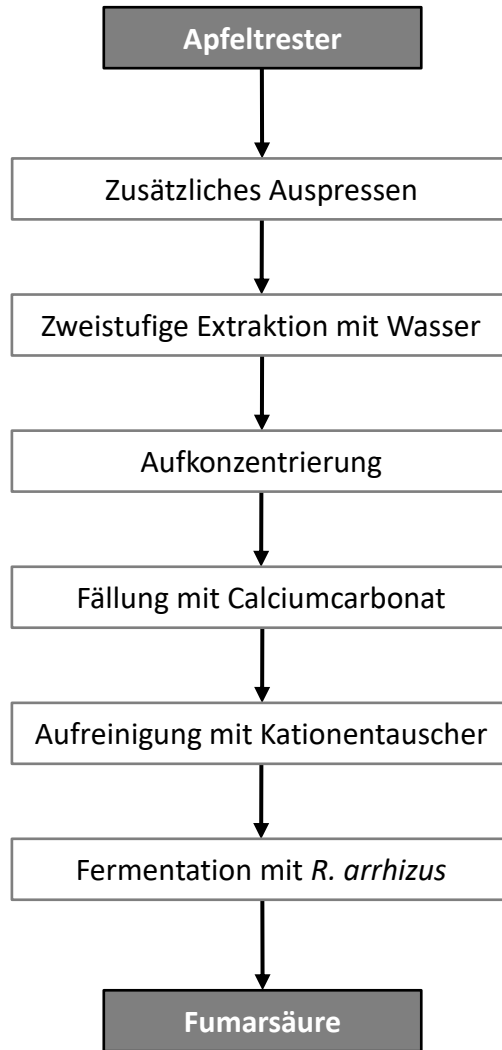 Apfeltrester
Zusätzliches Auspressen
Zweistufige Extraktion mit Wasser
Aufkonzentrierung
Fällung mit Calciumcarbonat
Aufreinigung mit Kationentauscher
Fermentation mit R. arrhizus
Fumarsäure